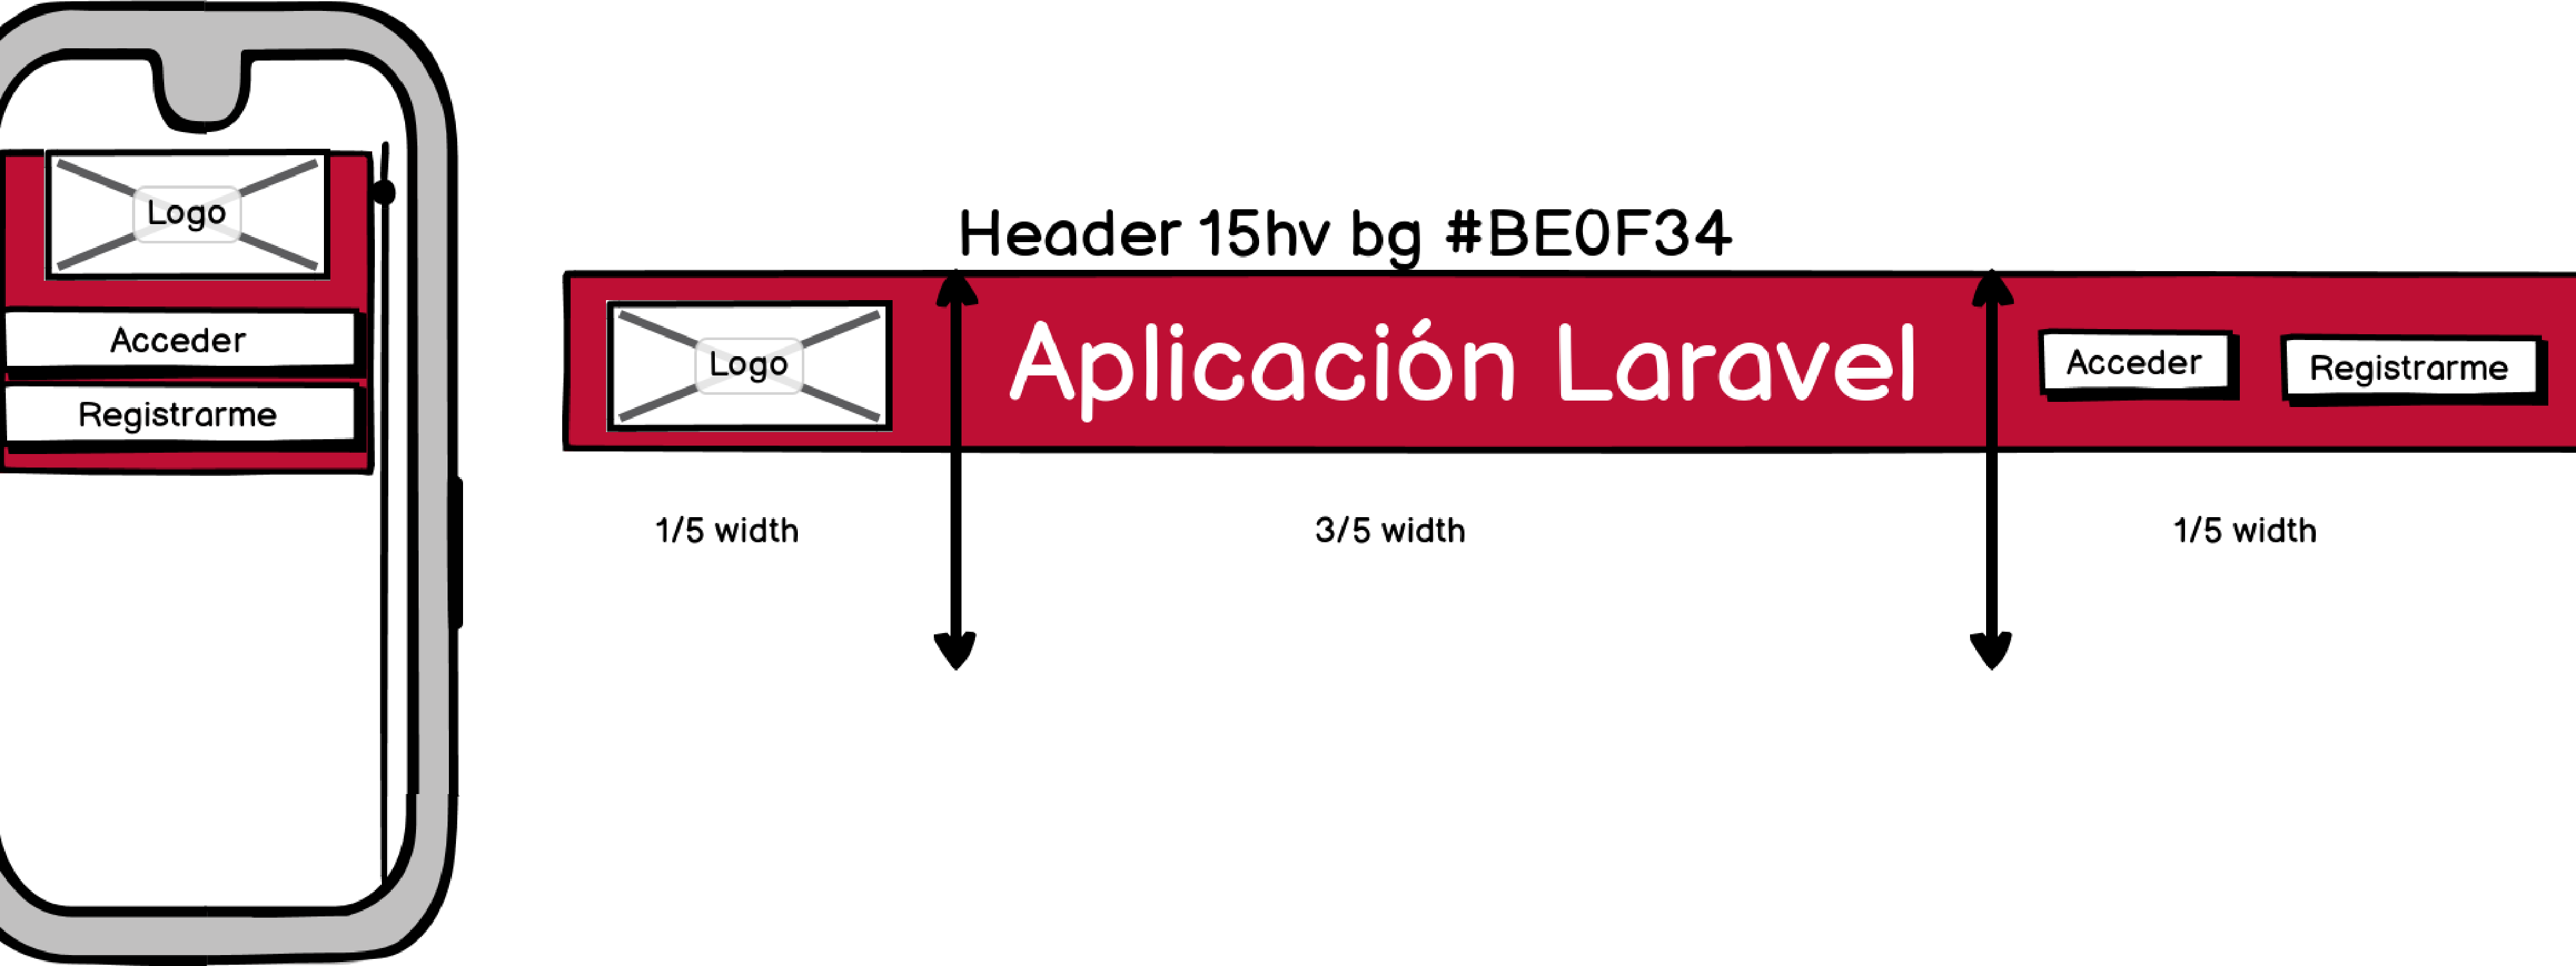 Logo
Acceder
Registrarme
Header 15hv bg #BE0F34
Logo
Aplicación Laravel
Acceder
Registrarme
1/5 width
3/5 width
1/5 width